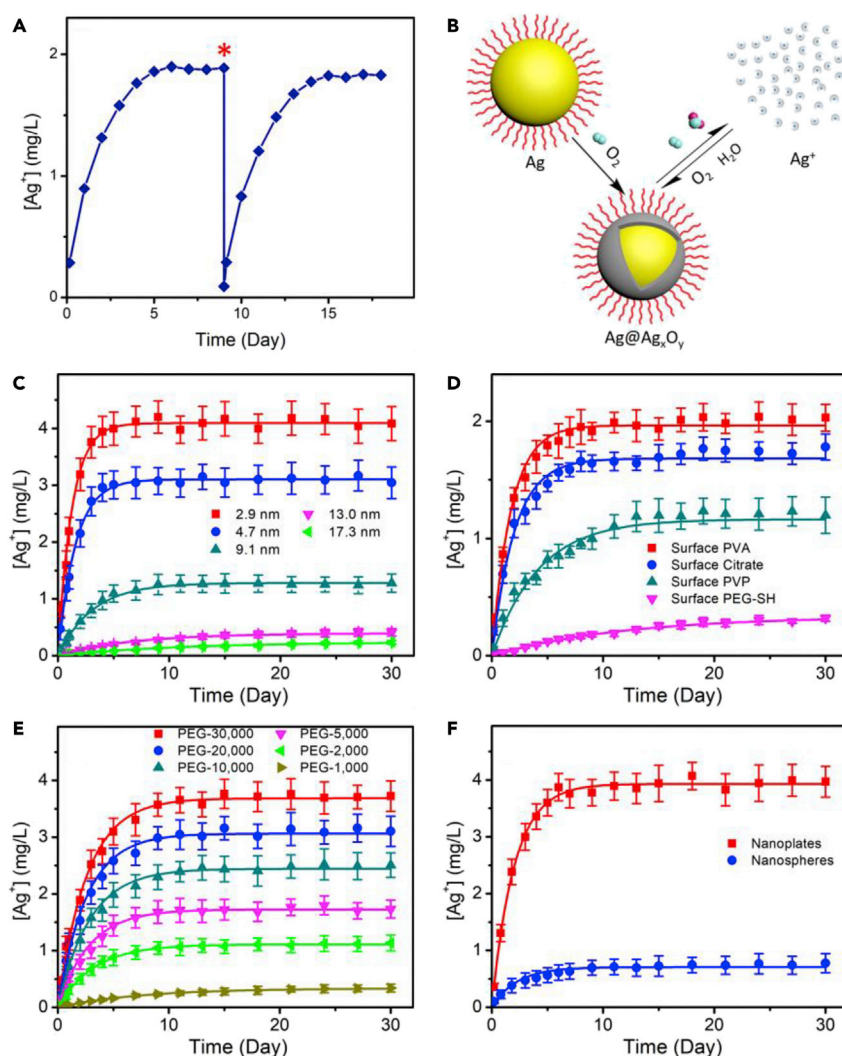 A
[Ag⁺] (mg/L)
2
1
0
*
0 5 10 15
Time (Day)
B
Ag
O₂
O₂ H₂O
Ag⁺
Ag@AgₓOᵧ
C
[Ag⁺] (mg/L)
4
3
2
1
0
2.9 nm 13.0 nm
4.7 nm 17.3 nm
9.1 nm
0 10 20 30
Time (Day)
D
[Ag⁺] (mg/L)
2
1
0
Surface PVA
Surface Citrate
Surface PVP
Surface PEG-SH
0 10 20 30
Time (Day)
E
[Ag⁺] (mg/L)
PEG-30,000 PEG-5,000
PEG-20,000 PEG-2,000
PEG-10,000 PEG-1,000
4
3
2
1
0
0 10 20 30
Time (Day)
F
[Ag⁺] (mg/L)
4
3
2
1
0
Nanoplates
Nanospheres
0 10 20 30
Time (Day)